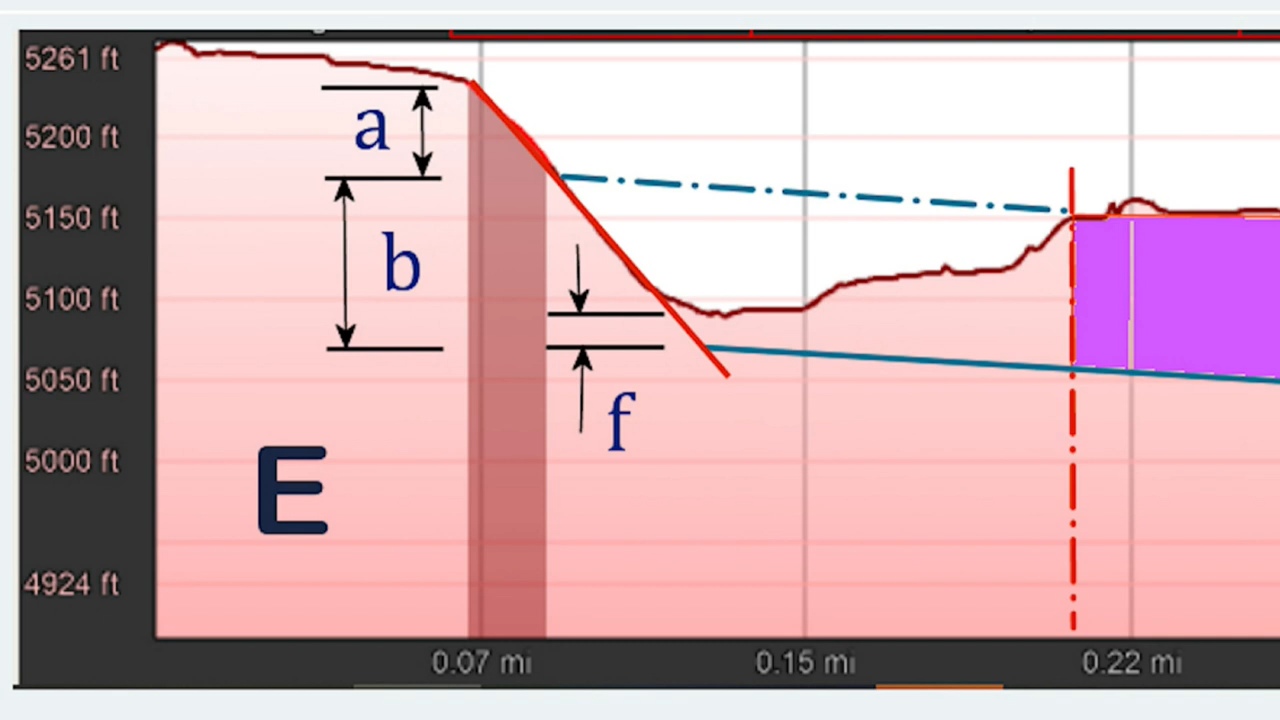 5261 ft
a
5200 ft
5150 ft
b
5100 ft
5050 ft
f
5000 ft
E
4924 ft
0.07 mi 0.15 mi 0.22 mi